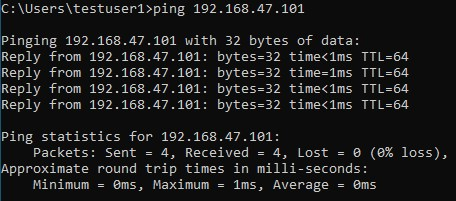 C:\Users\testuser1>ping 192.168.47.101
Pinging 192.168.47.101 with 32 bytes of data:
Reply from 192.168.47.101: bytes=32 time<1ms TTL=64
Reply from 192.168.47.101: bytes=32 time=1ms TTL=64
Reply from 192.168.47.101: bytes=32 time<1ms TTL=64
Reply from 192.168.47.101: bytes=32 time<1ms TTL=64
Ping statistics for 192.168.47.101:
    Packets: Sent = 4, Received = 4, Lost = 0 (0% loss),
Approximate round trip times in milli-seconds:
    Minimum = 0ms, Maximum = 1ms, Average = 0ms